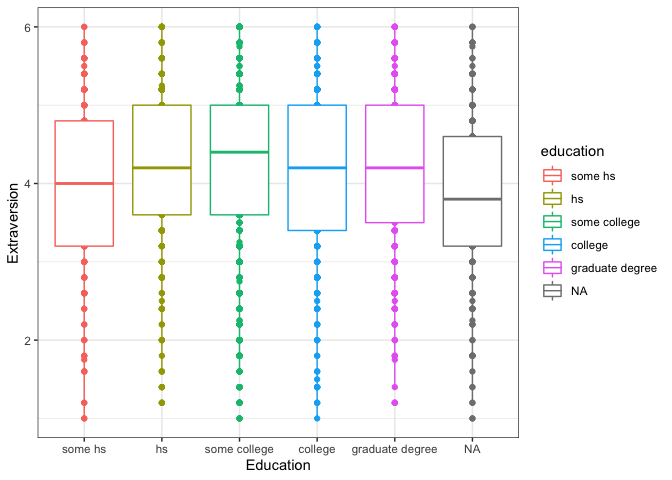 6
4
2
Extraversion
some hs
hs
some college
college
graduate degree
NA
Education
education
some hs
hs
some college
college
graduate degree
NA